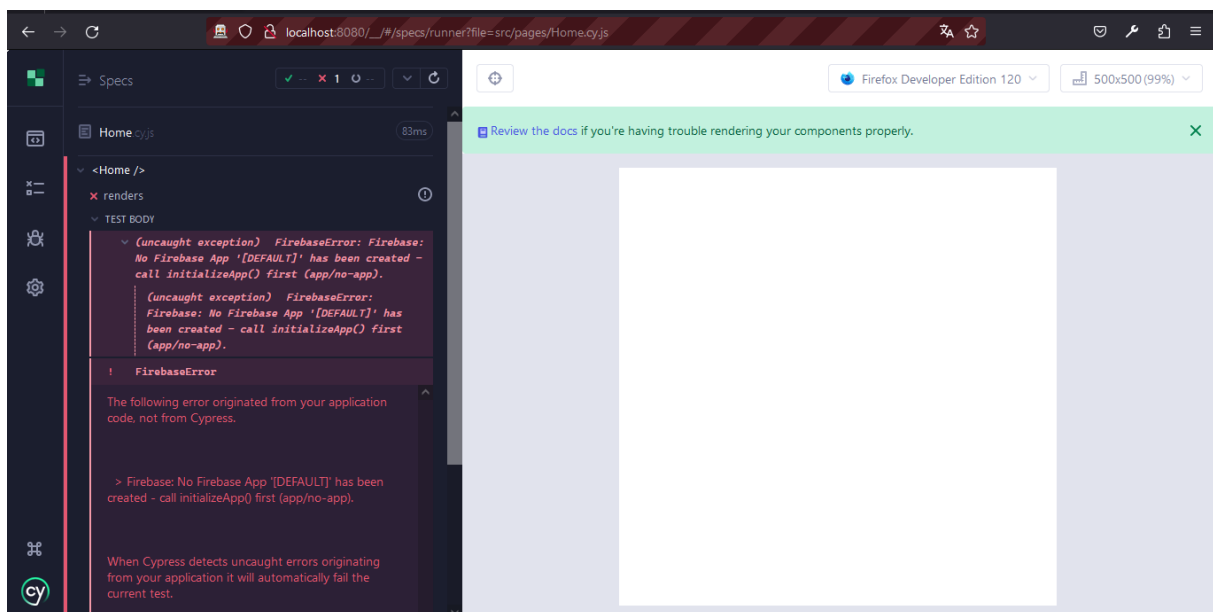 localhost:8080/__/#/specs/runner?file=src/pages/Home.cy.js
Specs
-- 1 --
Firefox Developer Edition 120
500x500 (99%)
Home.cy.js
83ms
Review the docs if you're having trouble rendering your components properly.
<Home />
renders
TEST BODY
(uncaught exception) FirebaseError: Firebase:
No Firebase App '[DEFAULT]' has been created –
call initializeApp() first (app/no-app).
(uncaught exception) FirebaseError:
Firebase: No Firebase App '[DEFAULT]' has
been created – call initializeApp() first
(app/no-app).
! FirebaseError
The following error originated from your application
code, not from Cypress.
> Firebase: No Firebase App '[DEFAULT]' has been
created - call initializeApp() first (app/no-app).
When Cypress detects uncaught errors originating
from your application it will automatically fail the
current test.
cy